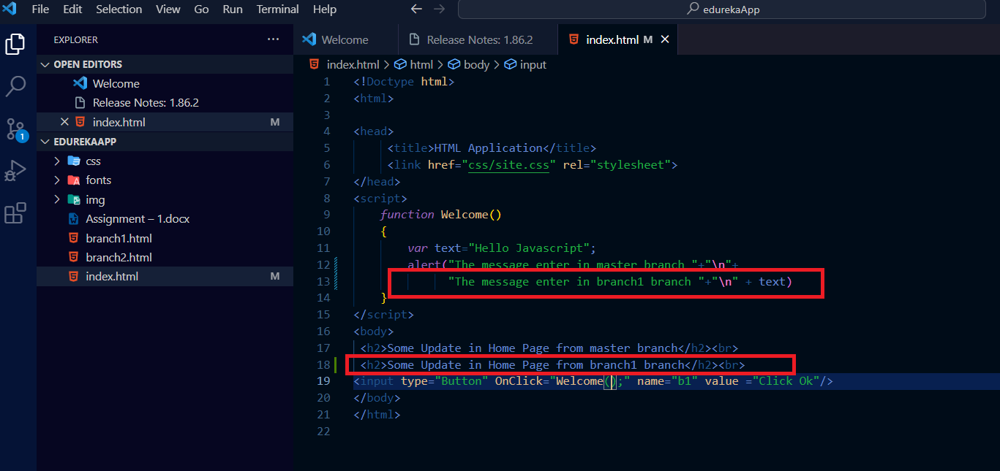 File Edit Selection View Go Run Terminal Help
edurekaApp
EXPLORER
OPEN EDITORS
Welcome
Release Notes: 1.86.2
index.html M
EDUREKAAPP
css
fonts
img
Assignment – 1.docx
branch1.html
branch2.html
index.html M
1
Welcome Release Notes: 1.86.2 index.html M
index.html > html > body > input
1 <!Doctype html>
2 <html>
3
4 <head>
5 <title>HTML Application</title>
6 <link href="css/site.css" rel="stylesheet">
7 </head>
8 <script>
9 function Welcome()
10 {
11 var text="Hello Javascript";
12 alert("The message enter in master branch "+"\n"+
13 "The message enter in branch1 branch "+"\n" + text)
14 }
15 </script>
16 <body>
17 <h2>Some Update in Home Page from master branch</h2><br>
18 <h2>Some Update in Home Page from branch1 branch</h2><br>
19 <input type="Button" OnClick="Welcome();" name="b1" value ="Click Ok"/>
20 </body>
21 </html>
22